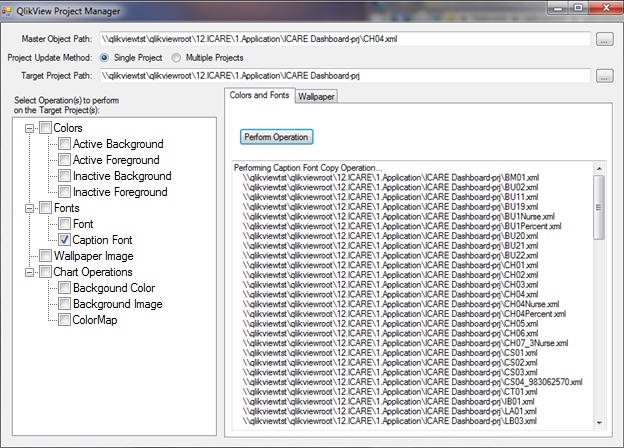 QlikView Project Manager
Master Object Path: \\qlikviewtst\qlikviewroot\12.ICARE\1.Application\ICARE Dashboard-prj\CH04.xml ...
Project Update Method: Single Project Multiple Projects
Target Project Path: \\qlikviewtst\qlikviewroot\12.ICARE\1.Application\ICARE Dashboard-prj ...
Select Operation(s) to perform
on the Target Project(s):
Colors
Active Background
Active Foreground
Inactive Background
Inactive Foreground
Fonts
Font
Caption Font
Wallpaper Image
Chart Operations
Backgound Color
Background Image
ColorMap
Colors and Fonts Wallpaper
Perform Operation
Performing Caption Font Copy Operation...
\\qlikviewtst\qlikviewroot\12.ICARE\1.Application\ICARE Dashboard-prj\BM01.xml
\\qlikviewtst\qlikviewroot\12.ICARE\1.Application\ICARE Dashboard-prj\BU02.xml
\\qlikviewtst\qlikviewroot\12.ICARE\1.Application\ICARE Dashboard-prj\BU11.xml
\\qlikviewtst\qlikviewroot\12.ICARE\1.Application\ICARE Dashboard-prj\BU19.xml
\\qlikviewtst\qlikviewroot\12.ICARE\1.Application\ICARE Dashboard-prj\BU1Nurse.xml
\\qlikviewtst\qlikviewroot\12.ICARE\1.Application\ICARE Dashboard-prj\BU1Percent.xml
\\qlikviewtst\qlikviewroot\12.ICARE\1.Application\ICARE Dashboard-prj\BU20.xml
\\qlikviewtst\qlikviewroot\12.ICARE\1.Application\ICARE Dashboard-prj\BU21.xml
\\qlikviewtst\qlikviewroot\12.ICARE\1.Application\ICARE Dashboard-prj\BU22.xml
\\qlikviewtst\qlikviewroot\12.ICARE\1.Application\ICARE Dashboard-prj\CH01.xml
\\qlikviewtst\qlikviewroot\12.ICARE\1.Application\ICARE Dashboard-prj\CH02.xml
\\qlikviewtst\qlikviewroot\12.ICARE\1.Application\ICARE Dashboard-prj\CH03.xml
\\qlikviewtst\qlikviewroot\12.ICARE\1.Application\ICARE Dashboard-prj\CH04.xml
\\qlikviewtst\qlikviewroot\12.ICARE\1.Application\ICARE Dashboard-prj\CH04Nurse.xml
\\qlikviewtst\qlikviewroot\12.ICARE\1.Application\ICARE Dashboard-prj\CH04Percent.xml
\\qlikviewtst\qlikviewroot\12.ICARE\1.Application\ICARE Dashboard-prj\CH05.xml
\\qlikviewtst\qlikviewroot\12.ICARE\1.Application\ICARE Dashboard-prj\CH06.xml
\\qlikviewtst\qlikviewroot\12.ICARE\1.Application\ICARE Dashboard-prj\CH07_3Nurse.xml
\\qlikviewtst\qlikviewroot\12.ICARE\1.Application\ICARE Dashboard-prj\CS01.xml
\\qlikviewtst\qlikviewroot\12.ICARE\1.Application\ICARE Dashboard-prj\CS02.xml
\\qlikviewtst\qlikviewroot\12.ICARE\1.Application\ICARE Dashboard-prj\CS03.xml
\\qlikviewtst\qlikviewroot\12.ICARE\1.Application\ICARE Dashboard-prj\CS04_983062570.xml
\\qlikviewtst\qlikviewroot\12.ICARE\1.Application\ICARE Dashboard-prj\CT01.xml
\\qlikviewtst\qlikviewroot\12.ICARE\1.Application\ICARE Dashboard-prj\IB01.xml
\\qlikviewtst\qlikviewroot\12.ICARE\1.Application\ICARE Dashboard-prj\LA01.xml
\\qlikviewtst\qlikviewroot\12.ICARE\1.Application\ICARE Dashboard-prj\LB03.xml